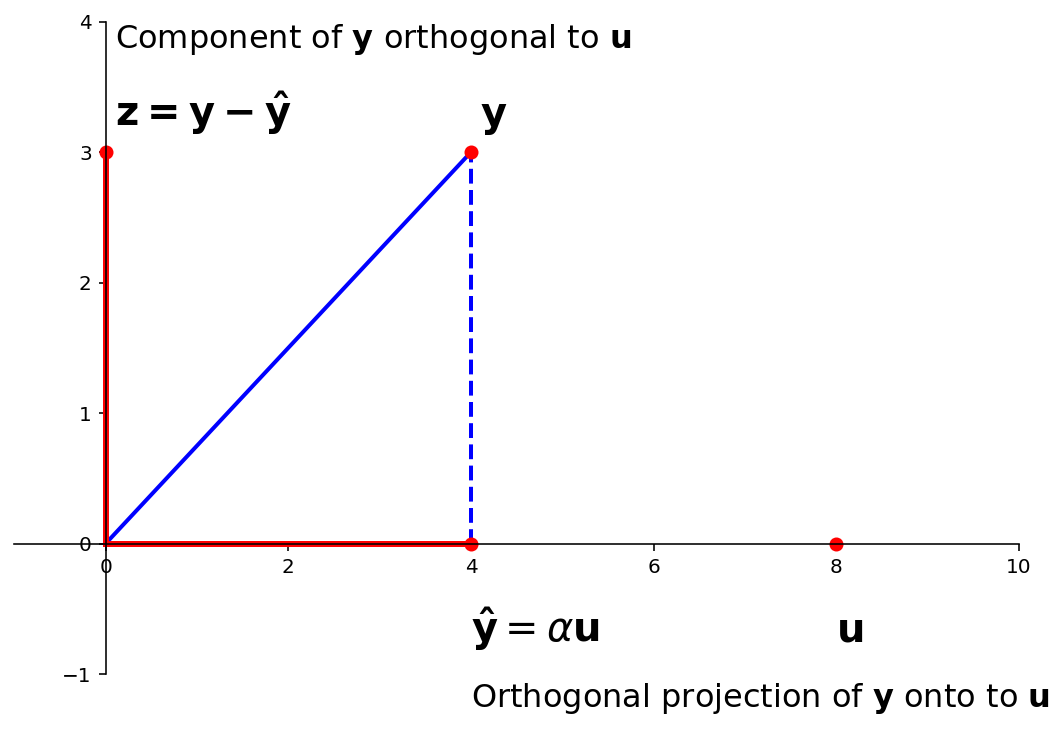 4
Component of y orthogonal to u
z = y − ŷ
y
3
2
1
0
0 2 4 6 8 10
ŷ = αu
u
−1
Orthogonal projection of y onto to u